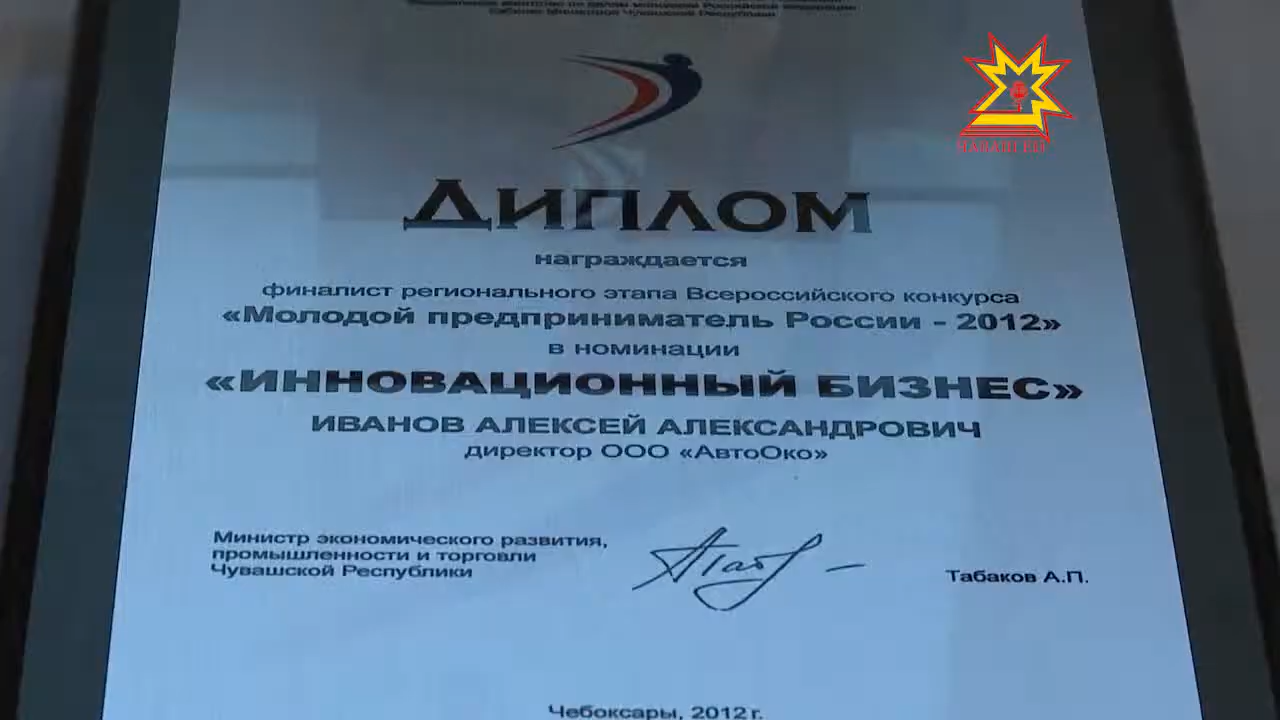 Диплом
награждается
финалист регионального этапа Всероссийского конкурса
«Молодой предприниматель России - 2012»
в номинации
«ИННОВАЦИОННЫЙ БИЗНЕС»
ИВАНОВ АЛЕКСЕЙ АЛЕКСАНДРОВИЧ
директор ООО «АвтоОко»
Министр экономического развития,
промышленности и торговли
Чувашской Республики
Табаков А.П.
Чебоксары, 2012 г.